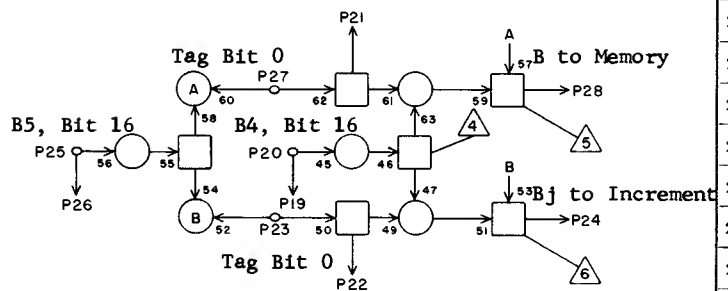 P21
Tag Bit 0
A
B to Memory
P27
57
A
60
62
61
59
P28
58
63
4
5
B5, Bit 16
B4, Bit 16
P25
56
55
P20
45
46
54
47
B
P26
P19
53
Bj to Increment
B
52
P23
50
49
51
P24
Tag Bit 0
P22
6